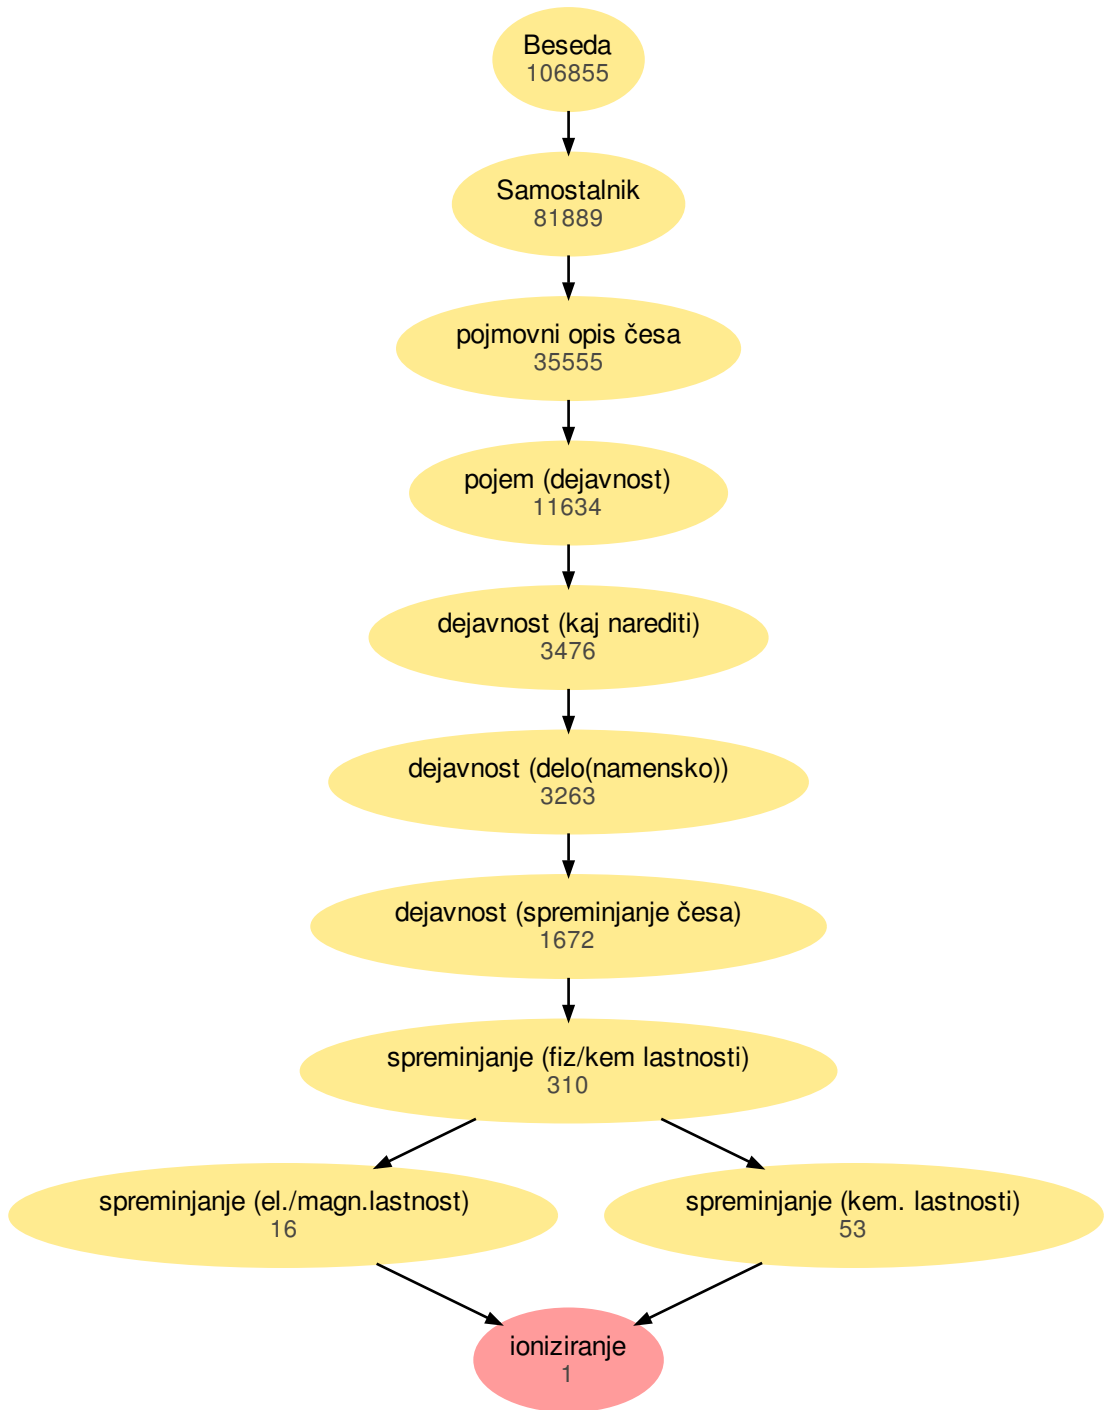 Beseda
106855
Samostalnik
81889
pojmovni opis česa
35555
pojem (dejavnost)
11634
dejavnost (kaj narediti)
3476
dejavnost (delo(namensko))
3263
dejavnost (spreminjanje česa)
1672
spreminjanje (fiz/kem lastnosti)
310
spreminjanje (el./magn.lastnost)
16
spreminjanje (kem. lastnosti)
53
ioniziranje
1